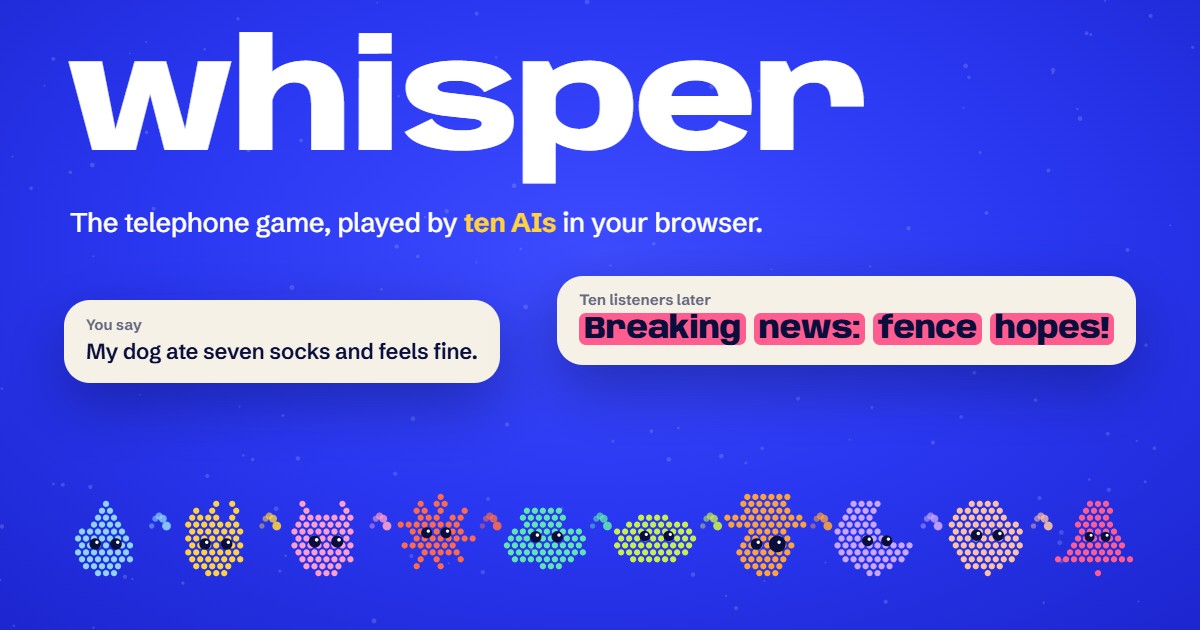 whisper
The telephone game, played by ten AIs in your browser.
You say
My dog ate seven socks and feels fine.
Ten listeners later
Breaking news: fence hopes!